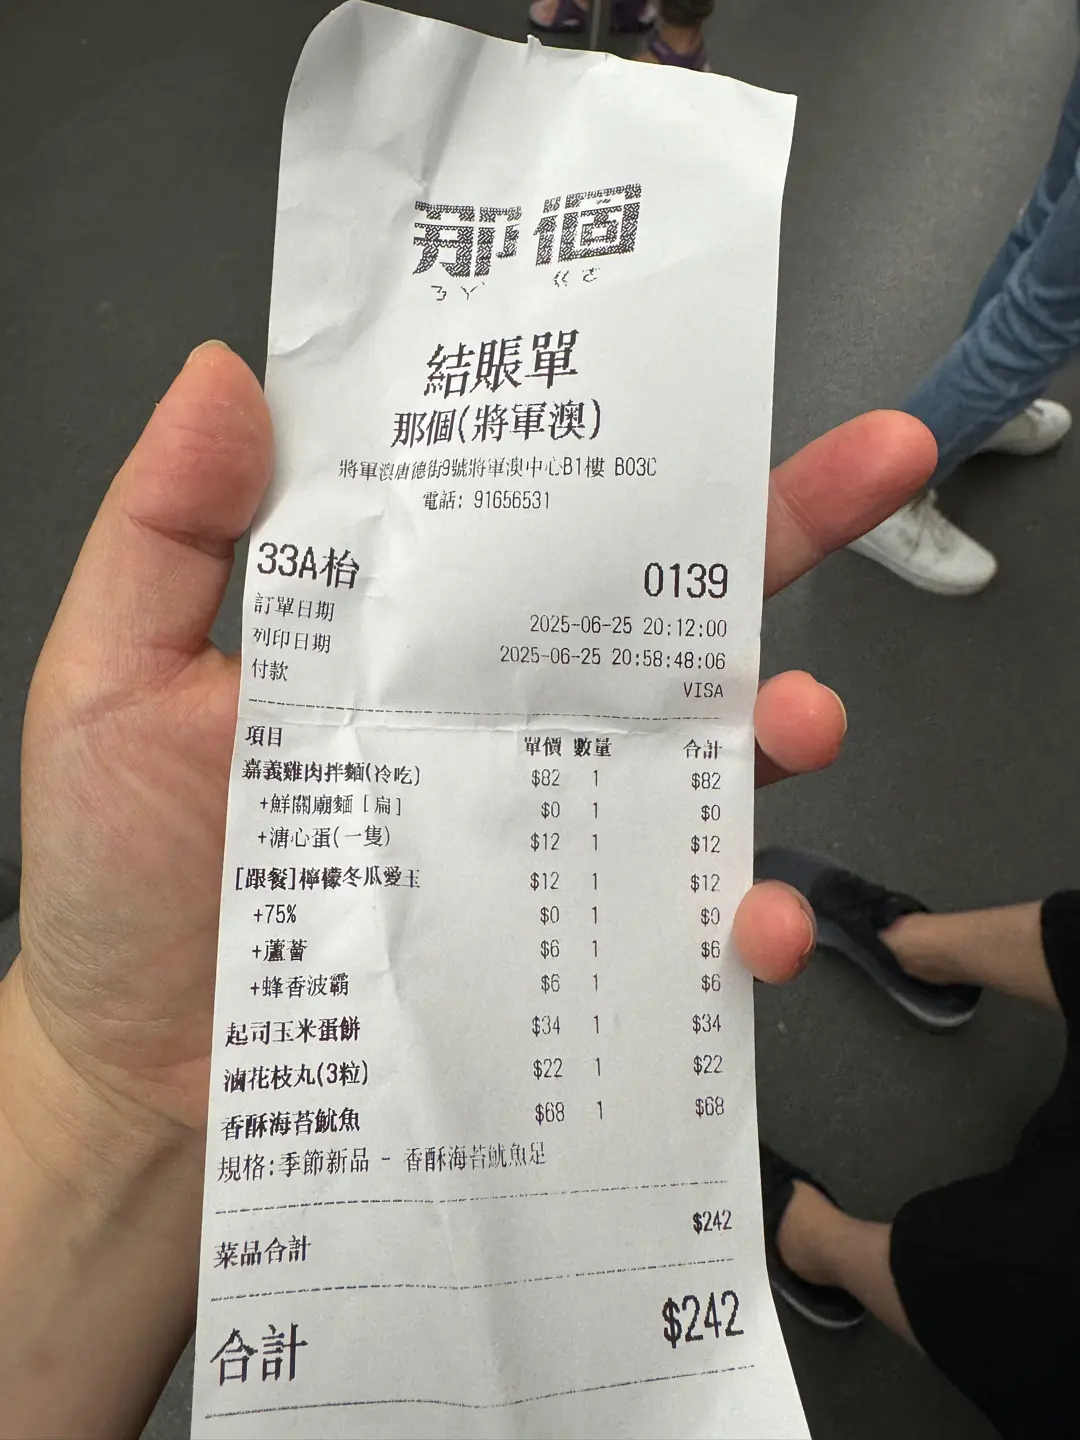 那個
結賬單
那個(將軍澳)
將軍澳唐德街9號將軍澳中心B1樓 B03C
電話: 91656531
33A枱 0139
訂單日期 2025-06-25 20:12:00
列印日期 2025-06-25 20:58:48:06
付款 VISA
項目 單價 數量 合計
嘉義雞肉拌麵(冷吃) $82 1 $82
+鮮關廟麵[扁] $0 1 $0
+溏心蛋(一隻) $12 1 $12
[跟餐]檸檬冬瓜愛玉 $12 1 $12
+75% $0 1 $0
+蘆薈 $6 1 $6
+蜂香波霸 $6 1 $6
起司玉米蛋餅 $34 1 $34
滷花枝丸(3粒) $22 1 $22
香酥海苔魷魚 $68 1 $68
規格:季節新品 - 香酥海苔魷魚足
菜品合計 $242
合計 $242